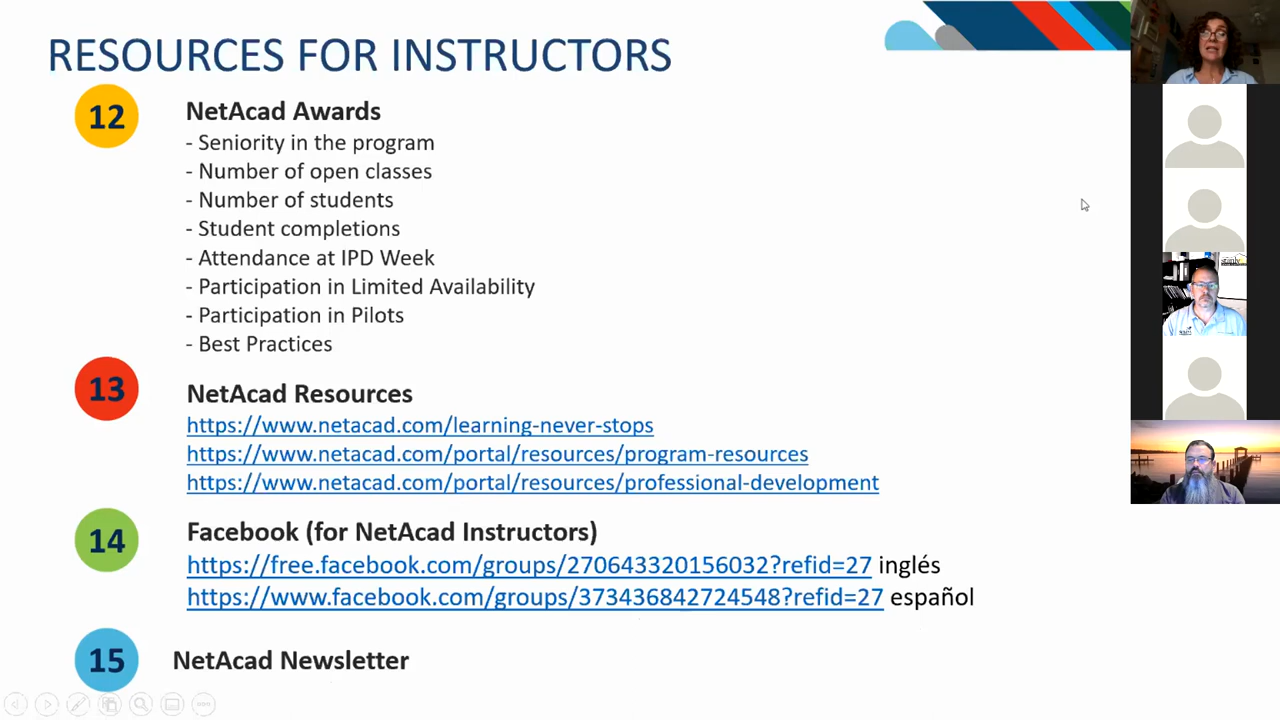 RESOURCES FOR INSTRUCTORS
12
NetAcad Awards
- Seniority in the program
- Number of open classes
- Number of students
- Student completions
- Attendance at IPD Week
- Participation in Limited Availability
- Participation in Pilots
- Best Practices
13
NetAcad Resources
https://www.netacad.com/learning-never-stops
https://www.netacad.com/portal/resources/program-resources
https://www.netacad.com/portal/resources/professional-development
14
Facebook (for NetAcad Instructors)
https://free.facebook.com/groups/270643320156032?refid=27 inglés
https://www.facebook.com/groups/373436842724548?refid=27 español
15
NetAcad Newsletter